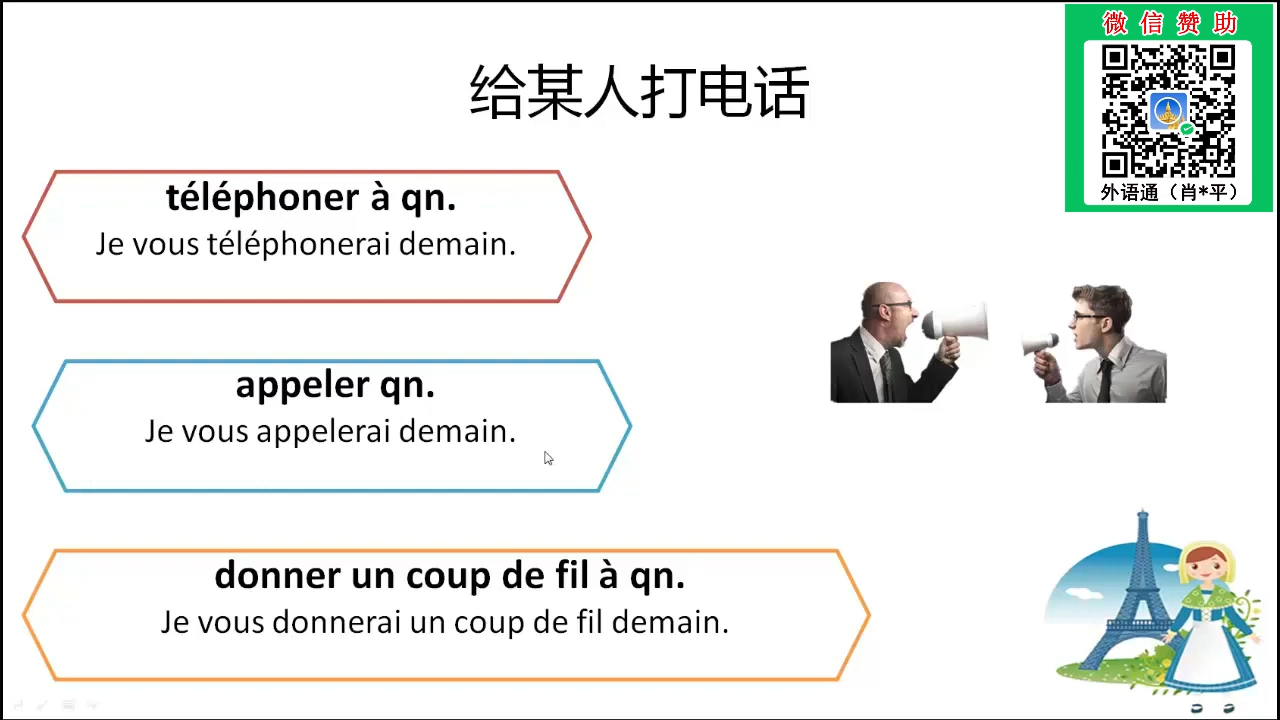 微信赞助
外语通（肖*平）
给某人打电话
téléphoner à qn.
Je vous téléphonerai demain.
appeler qn.
Je vous appelerai demain.
donner un coup de fil à qn.
Je vous donnerai un coup de fil demain.